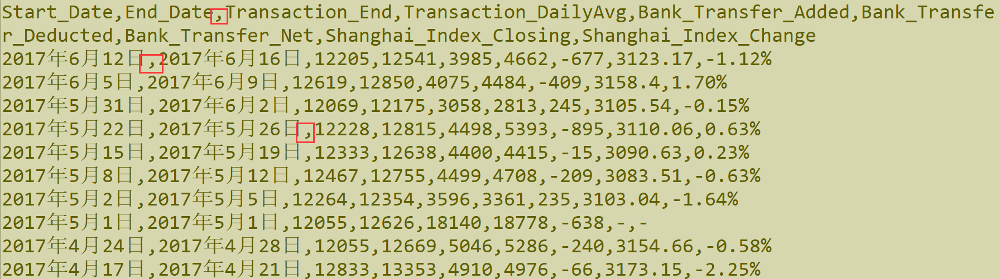 Start_Date,End_Date,Transaction_End,Transaction_DailyAvg,Bank_Transfer_Added,Bank_Transfe
r_Deducted,Bank_Transfer_Net,Shanghai_Index_Closing,Shanghai_Index_Change
2017年6月12日,2017年6月16日,12205,12541,3985,4662,-677,3123.17,-1.12%
2017年6月5日,2017年6月9日,12619,12850,4075,4484,-409,3158.4,1.70%
2017年5月31日,2017年6月2日,12069,12175,3058,2813,245,3105.54,-0.15%
2017年5月22日,2017年5月26日,12228,12815,4498,5393,-895,3110.06,0.63%
2017年5月15日,2017年5月19日,12333,12638,4400,4415,-15,3090.63,0.23%
2017年5月8日,2017年5月12日,12467,12755,4499,4708,-209,3083.51,-0.63%
2017年5月2日,2017年5月5日,12264,12354,3596,3361,235,3103.04,-1.64%
2017年5月1日,2017年5月1日,12055,12626,18140,18778,-638,-,-
2017年4月24日,2017年4月28日,12055,12669,5046,5286,-240,3154.66,-0.58%
2017年4月17日,2017年4月21日,12833,13353,4910,4976,-66,3173.15,-2.25%